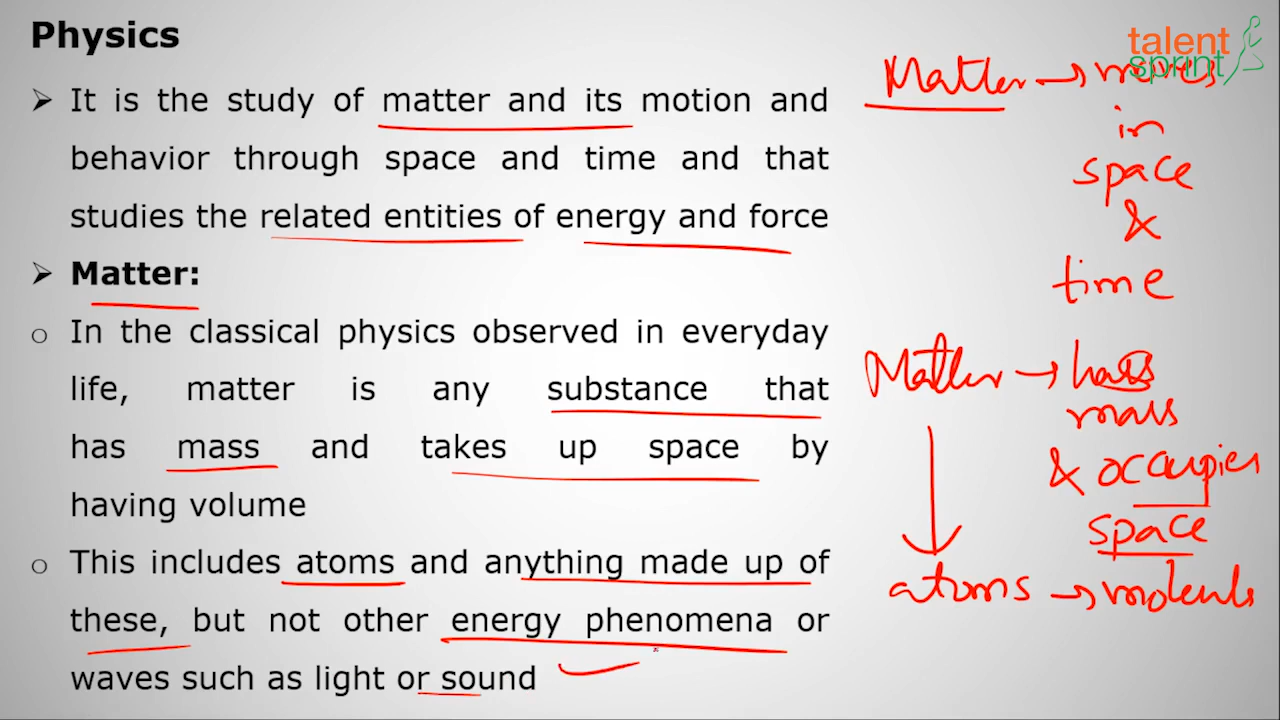 Physics
➤ It is the study of matter and its motion and
behavior through space and time and that
studies the related entities of energy and force
➤ Matter:
o In the classical physics observed in everyday
life, matter is any substance that
has mass and takes up space by
having volume
o This includes atoms and anything made up of
these, but not other energy phenomena or
waves such as light or sound
talent
sprint
Matter → moves
in
space
&
time
Matter → has
mass
& occupies
space
atoms →